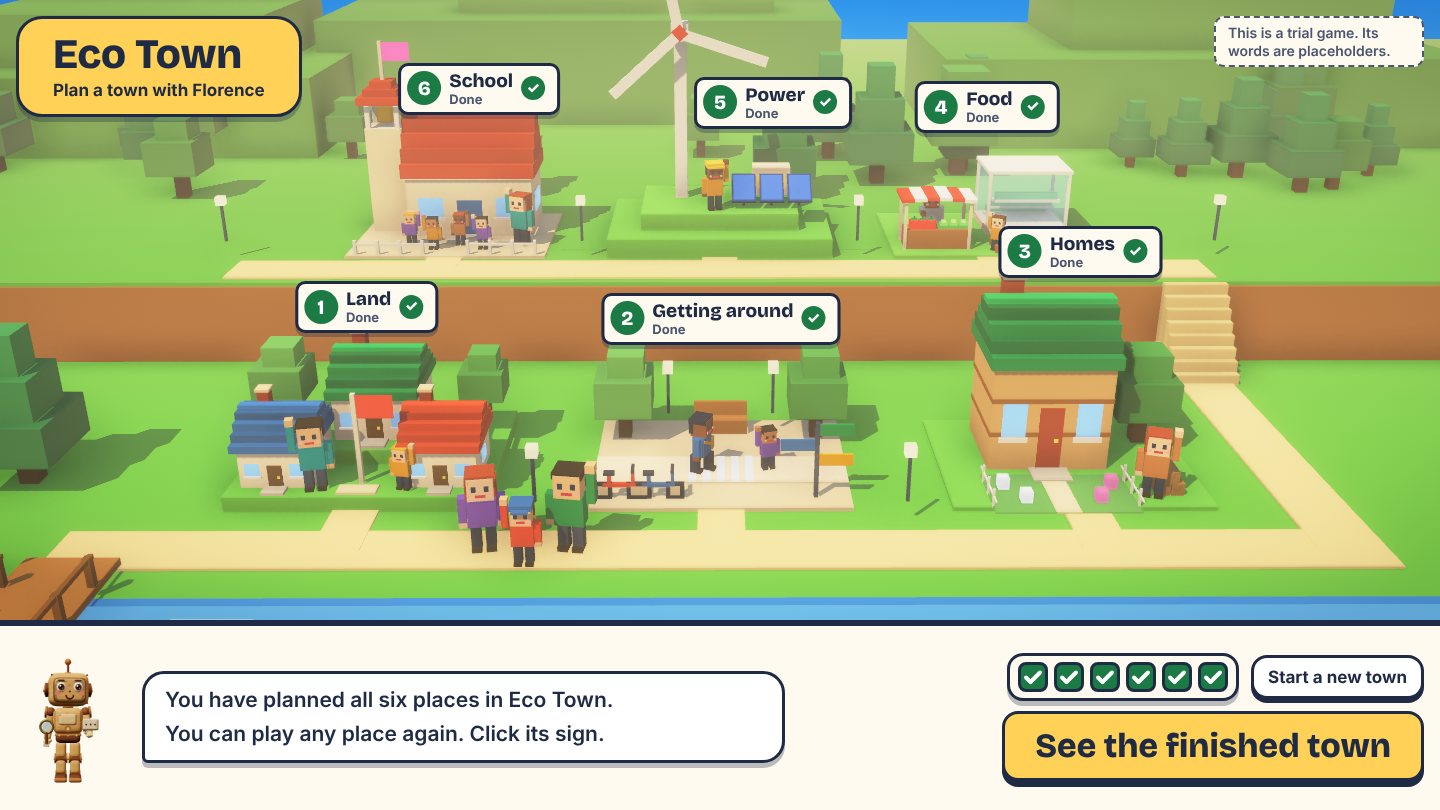 Eco Town
Plan a town with Florence
This is a trial game. Its
words are placeholders.
6 School
Done
5 Power
Done
4 Food
Done
3 Homes
Done
1 Land
Done
2 Getting around
Done
You have planned all six places in Eco Town.
You can play any place again. Click its sign.
Start a new town
See the finished town